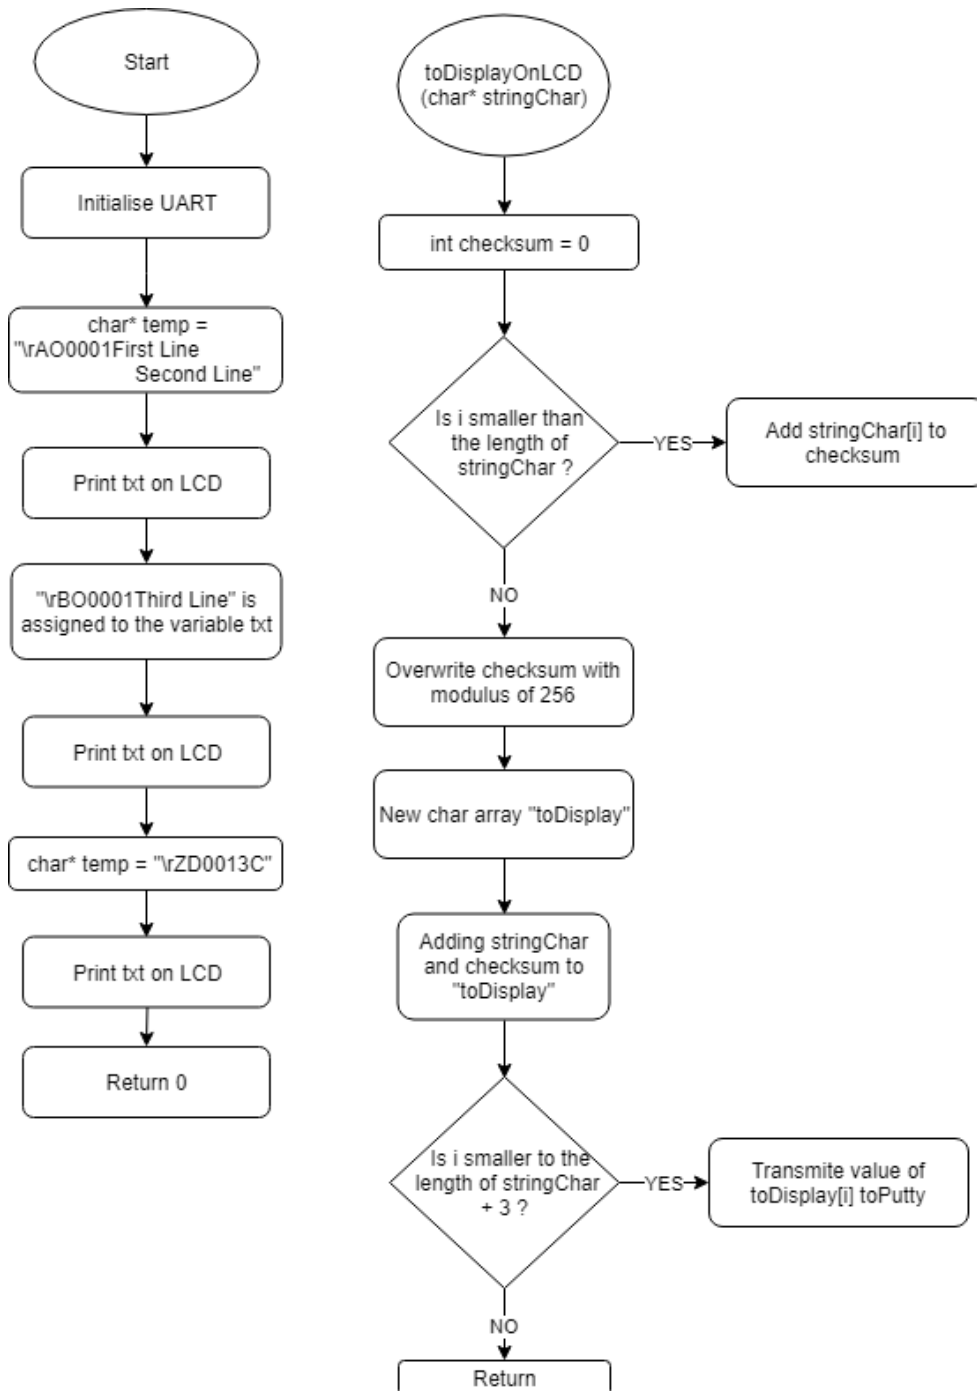 Start
Initialise UART
char* temp =
"\rAO0001First Line
Second Line"
Print txt on LCD
"\rBO0001Third Line" is
assigned to the variable txt
Print txt on LCD
char* temp = "\rZD0013C"
Print txt on LCD
Return 0
toDisplayOnLCD
(char* stringChar)
int checksum = 0
Is i smaller than
the length of
stringChar ?
YES
Add stringChar[i] to
checksum
NO
Overwrite checksum with
modulus of 256
New char array "toDisplay"
Adding stringChar
and checksum to
"toDisplay"
Is i smaller to the
length of stringChar
+ 3 ?
YES
Transmite value of
toDisplay[i] toPutty
NO
Return